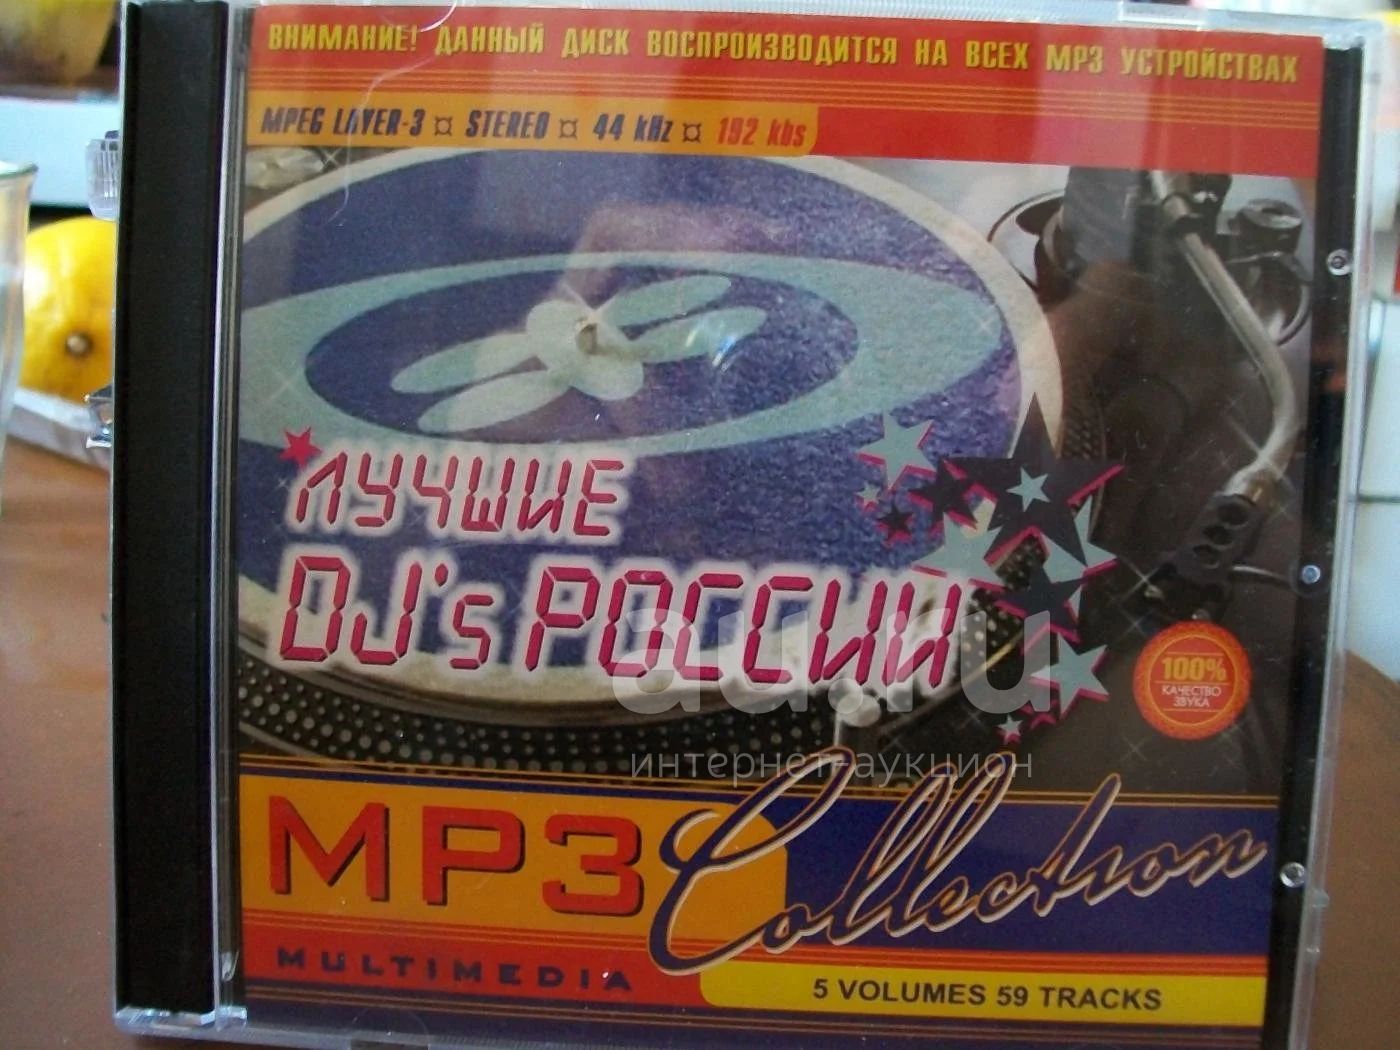 ВНИМАНИЕ! ДАННЫЙ ДИСК ВОСПРОИЗВОДИТСЯ НА ВСЕХ MP3 УСТРОЙСТВАХ
MPEG LAYER-3 ¤ STEREO ¤ 44 kHz ¤ 192 kbs
ЛУЧШИЕ
DJ's РОССИИ
au.ru
интернет-аукцион
100%
КАЧЕСТВО
ЗВУКА
MP3 Collection
MULTIMEDIA
5 VOLUMES 59 TRACKS